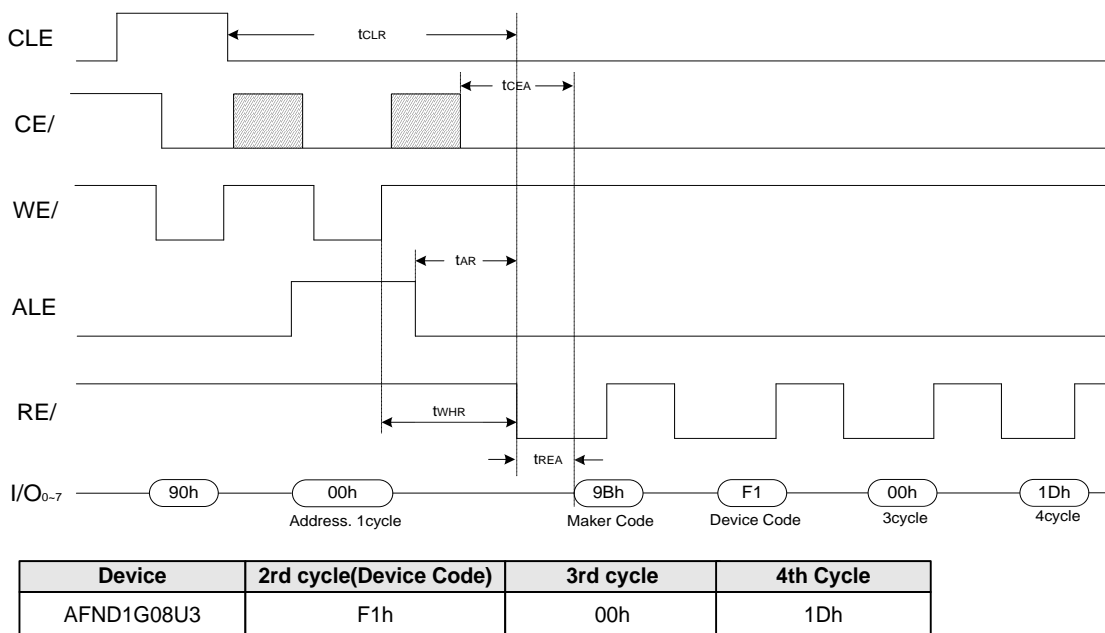 CLE
tCLR
tCEA
CE/
WE/
tAR
ALE
RE/
tWHR
tREA
I/O0~7 90h 00h 9Bh F1 00h 1Dh
Address. 1cycle Maker Code Device Code 3cycle 4cycle
Device 2rd cycle(Device Code) 3rd cycle 4th Cycle
AFND1G08U3 F1h 00h 1Dh